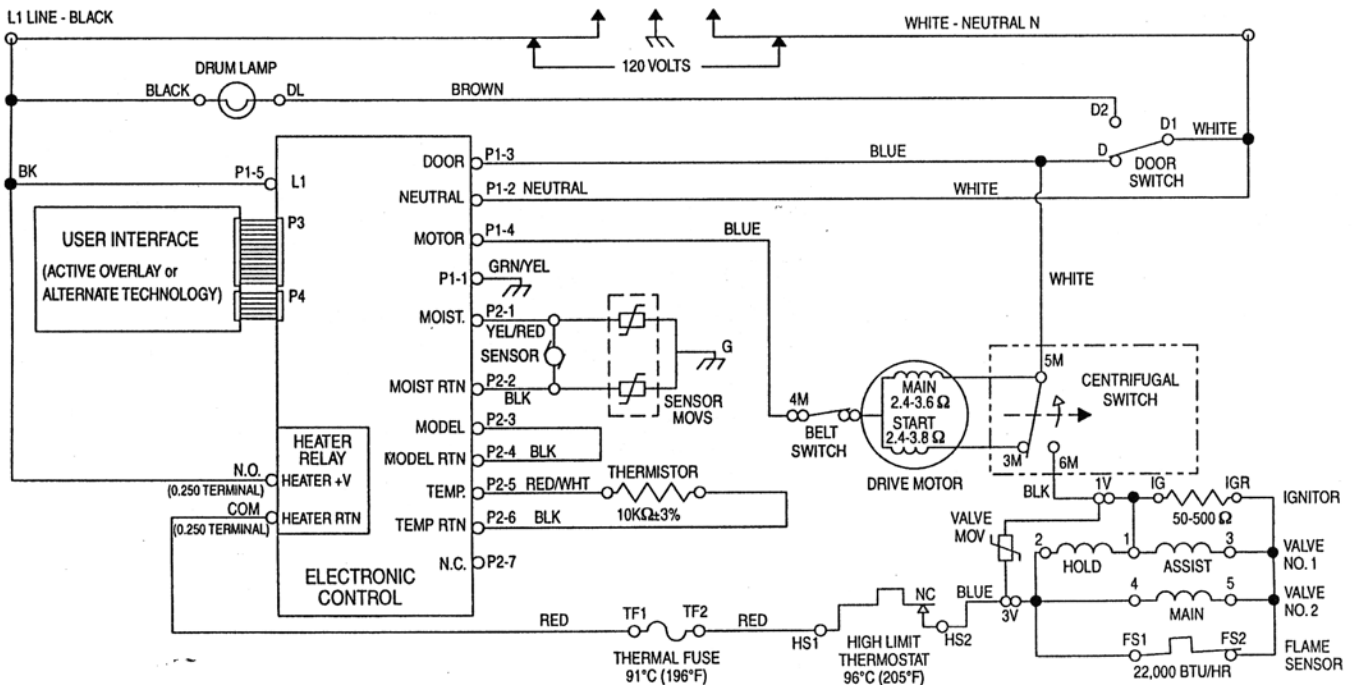 L1 LINE - BLACK
WHITE - NEUTRAL N
120 VOLTS
DRUM LAMP
BLACK
DL
BROWN
D2
D1
WHITE
D
DOOR
SWITCH
BK
P1-5
L1
DOOR
P1-3
BLUE
NEUTRAL
P1-2 NEUTRAL
WHITE
P3
USER INTERFACE
(ACTIVE OVERLAY or
ALTERNATE TECHNOLOGY)
P4
MOTOR
P1-4
BLUE
P1-1
GRN/YEL
WHITE
MOIST.
P2-1
YEL/RED
SENSOR
G
MOIST RTN
P2-2
BLK
SENSOR
MOVS
MODEL
P2-3
MODEL RTN
P2-4 BLK
4M
BELT
SWITCH
MAIN
2.4-3.6 Ω
START
2.4-3.8 Ω
DRIVE MOTOR
5M
CENTRIFUGAL
SWITCH
3M
6M
HEATER
RELAY
N.O.
(0.250 TERMINAL)
HEATER +V
COM
(0.250 TERMINAL)
HEATER RTN
TEMP.
P2-5 RED/WHT
THERMISTOR
10KΩ±3%
TEMP RTN
P2-6 BLK
N.C.
P2-7
ELECTRONIC
CONTROL
BLK
1V
IG
IGR
IGNITOR
50-500 Ω
VALVE
MOV
2
1
3
HOLD
ASSIST
VALVE
NO. 1
4
5
MAIN
VALVE
NO. 2
RED
TF1
TF2
RED
THERMAL FUSE
91°C (196°F)
HS1
NC
HS2
HIGH LIMIT
THERMOSTAT
96°C (205°F)
BLUE
3V
FS1
FS2
FLAME
SENSOR
22,000 BTU/HR